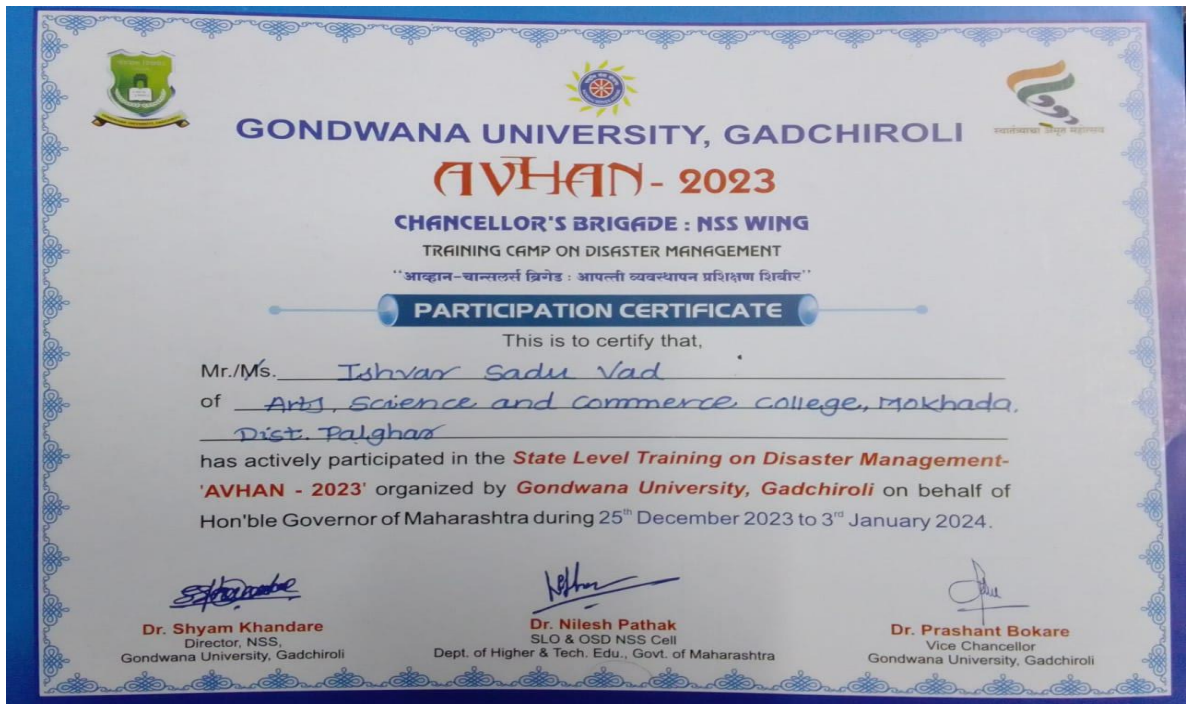 GONDWANA UNIVERSITY, GADCHIROLI
स्वातंत्र्याचा अमृत महोत्सव
AVHAN - 2023
CHANCELLOR'S BRIGADE : NSS WING
TRAINING CAMP ON DISASTER MANAGEMENT
"आव्हान-चान्सलर्स ब्रिगेड : आपत्ती व्यवस्थापन प्रशिक्षण शिबीर"
PARTICIPATION CERTIFICATE
This is to certify that,
Mr./Ms. Ishvar Sadu Vad
of Arts, Science and Commerce College, Mokhada.
Dist. Palghar
has actively participated in the State Level Training on Disaster Management-
'AVHAN - 2023' organized by Gondwana University, Gadchiroli on behalf of
Hon'ble Governor of Maharashtra during 25th December 2023 to 3rd January 2024.
Dr. Shyam Khandare
Director, NSS,
Gondwana University, Gadchiroli
Dr. Nilesh Pathak
SLO & OSD NSS Cell
Dept. of Higher & Tech. Edu., Govt. of Maharashtra
Dr. Prashant Bokare
Vice Chancellor
Gondwana University, Gadchiroli